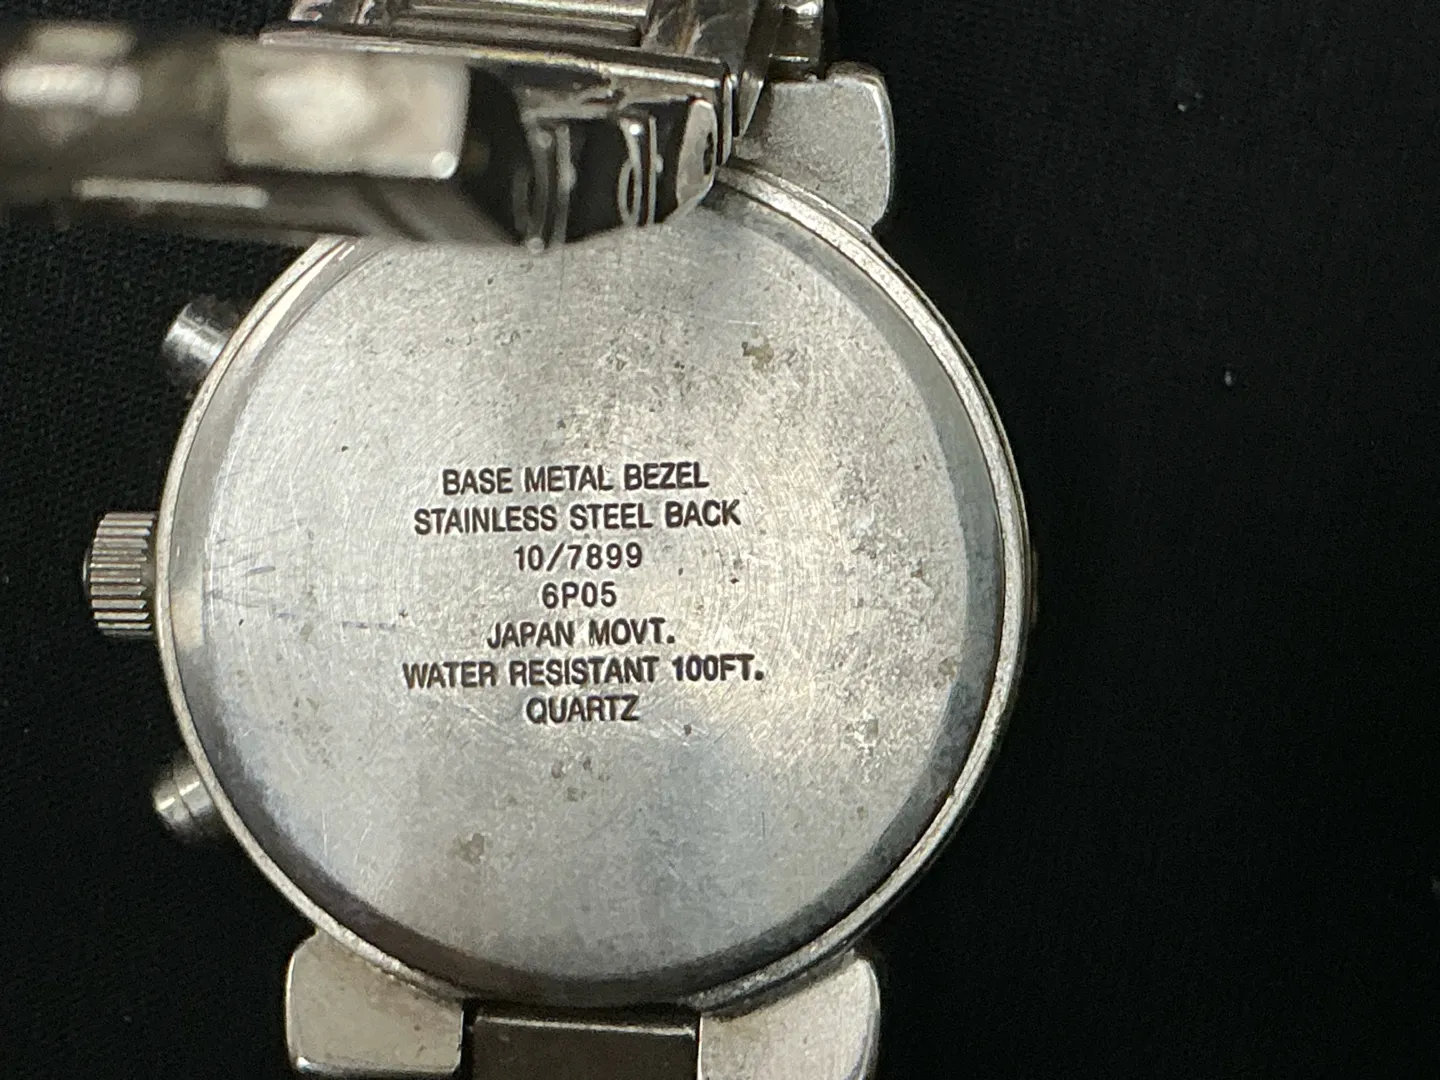 BASE METAL BEZEL
STAINLESS STEEL BACK
10/7899
6P05
JAPAN MOVT.
WATER RESISTANT 100FT.
QUARTZ